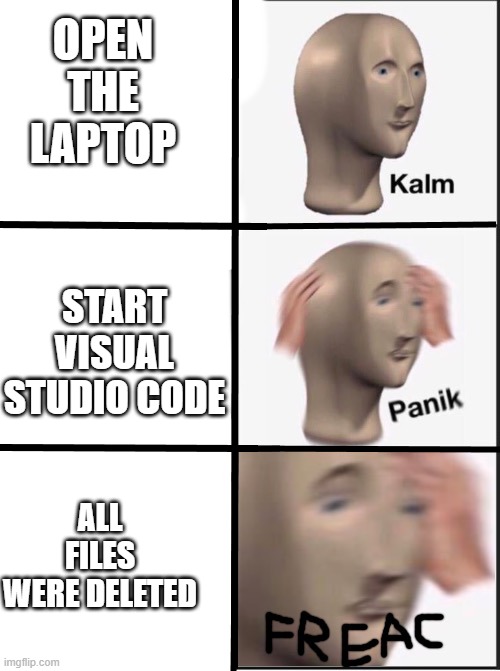 OPEN
THE
LAPTOP
Kalm
START
VISUAL
STUDIO CODE
Panik
ALL
FILES
WERE DELETED
FREAC
imgflip.com